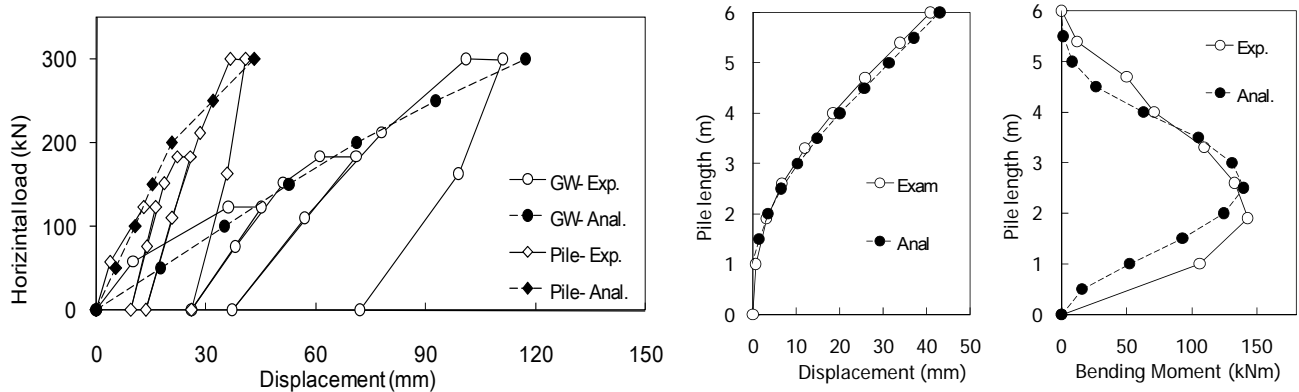 Horizintal load (kN)
300
200
100
0
0
30
60
90
120
150
Displacement (mm)
GW- Exp.
GW- Anal.
Pile- Exp.
Pile- Anal.
Pile length (m)
6
5
4
3
2
1
0
0 10 20 30 40 50
Displacement (mm)
Exam
Anal
Pile length (m)
6
5
4
3
2
1
0
0 50 100 150
Bending Moment (kNm)
Exp.
Anal.